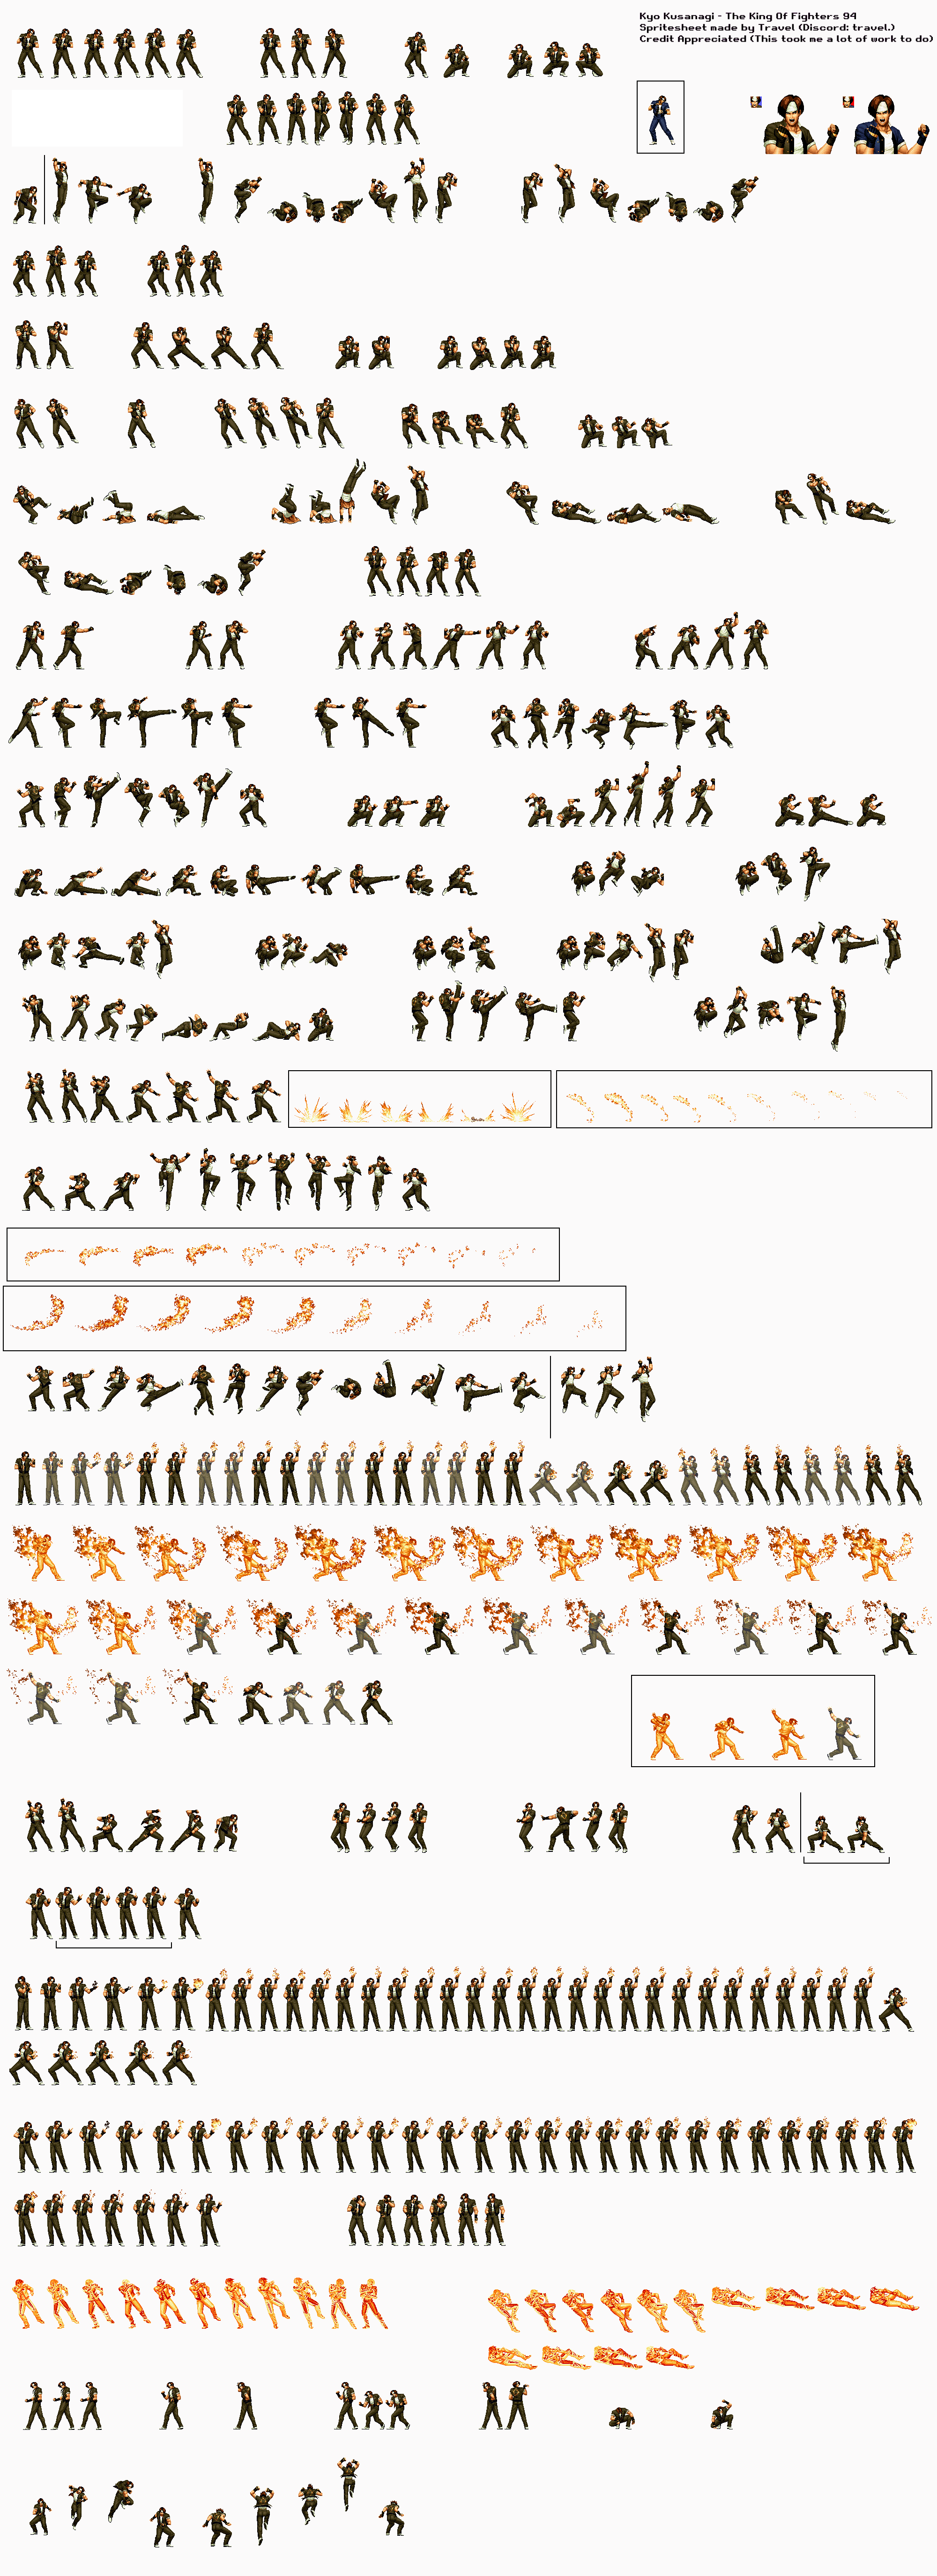 Kyo Kusanagi - The King Of Fighters 94
Spritesheet made by Travel (Discord: travel.)
Credit Appreciated (This took me a lot of work to do)